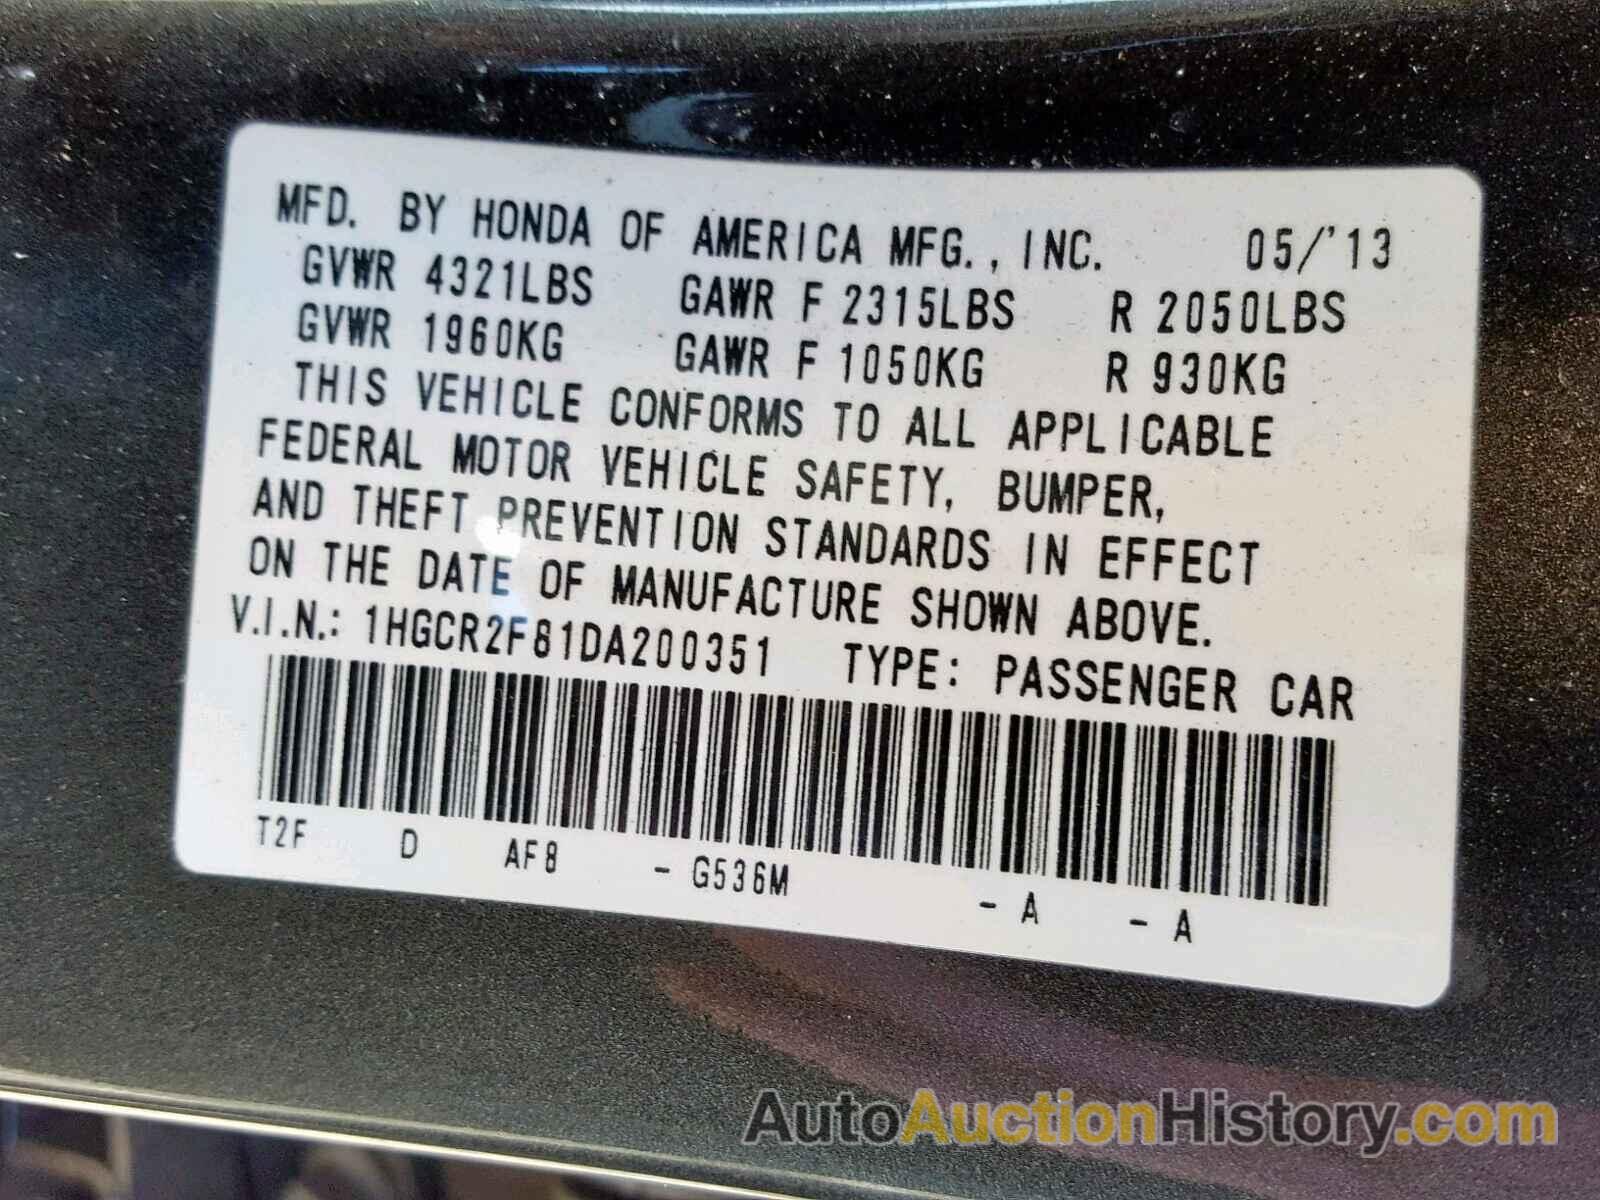 MFD. BY HONDA OF AMERICA MFG., INC. 05/'13
GVWR 4321LBS GAWR F 2315LBS R 2050LBS
GVWR 1960KG GAWR F 1050KG R 930KG
THIS VEHICLE CONFORMS TO ALL APPLICABLE
FEDERAL MOTOR VEHICLE SAFETY, BUMPER,
AND THEFT PREVENTION STANDARDS IN EFFECT
ON THE DATE OF MANUFACTURE SHOWN ABOVE.
V.I.N.: 1HGCR2F81DA200351 TYPE: PASSENGER CAR
T2F D AF8 - G536M - A - A
AutoAuctionHistory.com